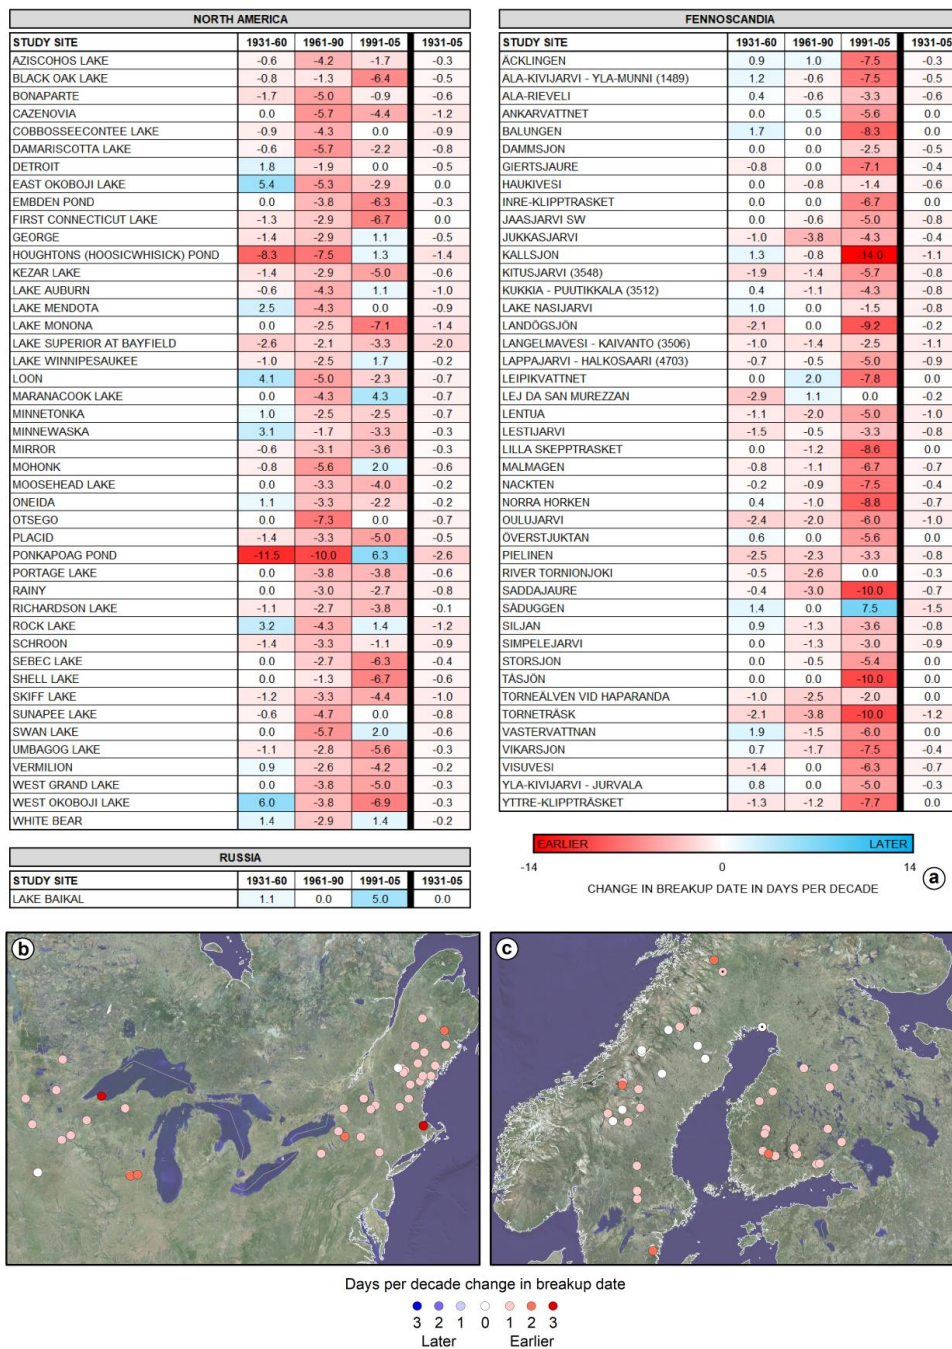 NORTH AMERICA
STUDY SITE 1931-60 1961-90 1991-05 1931-05
AZISCOHOS LAKE -0.6 -4.2 -1.7 -0.3
BLACK OAK LAKE -0.8 -1.3 -6.4 -0.5
BONAPARTE -1.7 -5.0 -0.9 -0.6
CAZENOVIA 0.0 -5.7 -4.4 -1.2
COBBOSSEECONTEE LAKE -0.9 -4.3 0.0 -0.9
DAMARISCOTTA LAKE -0.6 -5.7 -2.2 -0.8
DETROIT 1.8 -1.9 0.0 -0.5
EAST OKOBOJI LAKE 5.4 -5.3 -2.9 0.0
EMBDEN POND 0.0 -3.8 -6.3 -0.3
FIRST CONNECTICUT LAKE -1.3 -2.9 -6.7 0.0
GEORGE -1.4 -2.9 1.1 -0.5
HOUGHTONS (HOOSICWHISICK) POND -8.3 -7.5 1.3 -1.4
KEZAR LAKE -1.4 -2.9 -5.0 -0.6
LAKE AUBURN -0.6 -4.3 1.1 -1.0
LAKE MENDOTA 2.5 -4.3 0.0 -0.9
LAKE MONONA 0.0 -2.5 -7.1 -1.4
LAKE SUPERIOR AT BAYFIELD -2.6 -2.1 -3.3 -2.0
LAKE WINNIPESAUKEE -1.0 -2.5 1.7 -0.2
LOON 4.1 -5.0 -2.3 -0.7
MARANACOOK LAKE 0.0 -4.3 4.3 -0.7
MINNETONKA 1.0 -2.5 -2.5 -0.7
MINNEWASKA 3.1 -1.7 -3.3 -0.3
MIRROR -0.6 -3.1 -3.6 -0.3
MOHONK -0.8 -5.6 2.0 -0.6
MOOSEHEAD LAKE 0.0 -3.3 -4.0 -0.2
ONEIDA 1.1 -3.3 -2.2 -0.2
OTSEGO 0.0 -7.3 0.0 -0.7
PLACID -1.4 -3.3 -5.0 -0.5
PONKAPOAG POND -11.5 -10.0 6.3 -2.6
PORTAGE LAKE 0.0 -3.8 -3.8 -0.6
RAINY 0.0 -3.0 -2.7 -0.8
RICHARDSON LAKE -1.1 -2.7 -3.8 -0.1
ROCK LAKE 3.2 -4.3 1.4 -1.2
SCHROON -1.4 -3.3 -1.1 -0.9
SEBEC LAKE 0.0 -2.7 -6.3 -0.4
SHELL LAKE 0.0 -1.3 -6.7 -0.6
SKIFF LAKE -1.2 -3.3 -4.4 -1.0
SUNAPEE LAKE -0.6 -4.7 0.0 -0.8
SWAN LAKE 0.0 -5.7 2.0 -0.6
UMBAGOG LAKE -1.1 -2.8 -5.6 -0.3
VERMILION 0.9 -2.6 -4.2 -0.2
WEST GRAND LAKE 0.0 -3.8 -5.0 -0.3
WEST OKOBOJI LAKE 6.0 -3.8 -6.9 -0.3
WHITE BEAR 1.4 -2.9 1.4 -0.2
RUSSIA
STUDY SITE 1931-60 1961-90 1991-05 1931-05
LAKE BAIKAL 1.1 0.0 5.0 0.0
FENNOSCANDIA
STUDY SITE 1931-60 1961-90 1991-05 1931-05
ÄCKLINGEN 0.9 1.0 -7.5 -0.3
ALA-KIVIJARVI - YLA-MUNNI (1489) 1.2 -0.6 -7.5 -0.5
ALA-RIEVELI 0.4 -0.6 -3.3 -0.6
ANKARVATTNET 0.0 0.5 -5.6 0.0
BALUNGEN 1.7 0.0 -8.3 0.0
DAMMSJON 0.0 0.0 -2.5 -0.5
GIERTSJAURE -0.8 0.0 -7.1 -0.4
HAUKIVESI 0.0 -0.8 -1.4 -0.6
INRE-KLIPPTRASKET 0.0 0.0 -6.7 0.0
JAASJARVI SW 0.0 -0.6 -5.0 -0.8
JUKKASJARVI -1.0 -3.8 -4.3 -0.4
KALLSJON 1.3 -0.8 -14.0 -1.1
KITUSJARVI (3548) -1.9 -1.4 -5.7 -0.8
KUKKIA - PUUTIKKALA (3512) 0.4 -1.1 -4.3 -0.8
LAKE NASIJARVI 1.0 0.0 -1.5 -0.8
LANDÖGSJÖN -2.1 0.0 -9.2 -0.2
LANGELMAVESI - KAIVANTO (3506) -1.0 -1.4 -2.5 -1.1
LAPPAJARVI - HALKOSAARI (4703) -0.7 -0.5 -5.0 -0.9
LEIPIKVATTNET 0.0 2.0 -7.8 0.0
LEJ DA SAN MUREZZAN -2.9 1.1 0.0 -0.2
LENTUA -1.1 -2.0 -5.0 -1.0
LESTIJARVI -1.5 -0.5 -3.3 -0.8
LILLA SKEPPTRASKET 0.0 -1.2 -8.6 0.0
MALMAGEN -0.8 -1.1 -6.7 -0.7
NACKTEN -0.2 -0.9 -7.5 -0.4
NORRA HORKEN 0.4 -1.0 -8.8 -0.7
OULUJARVI -2.4 -2.0 -6.0 -1.0
ÖVERSTJUKTAN 0.6 0.0 -5.6 0.0
PIELINEN -2.5 -2.3 -3.3 -0.8
RIVER TORNIONJOKI -0.5 -2.6 0.0 -0.3
SADDAJAURE -0.4 -3.0 -10.0 -0.7
SÅDUGGEN 1.4 0.0 7.5 -1.5
SILJAN 0.9 -1.3 -3.6 -0.8
SIMPELEJARVI 0.0 -1.3 -3.0 -0.9
STORSJON 0.0 -0.5 -5.4 0.0
TÅSJÖN 0.0 0.0 -10.0 0.0
TORNEÄLVEN VID HAPARANDA -1.0 -2.5 -2.0 0.0
TORNETRÄSK -2.1 -3.8 -10.0 -1.2
VASTERVATTNAN 1.9 -1.5 -6.0 0.0
VIKARSJON 0.7 -1.7 -7.5 -0.4
VISUVESI -1.4 0.0 -6.3 -0.7
YLA-KIVIJARVI - JURVALA 0.8 0.0 -5.0 -0.3
YTTRE-KLIPPTRÄSKET -1.3 -1.2 -7.7 0.0
EARLIER LATER
-14 0 14
CHANGE IN BREAKUP DATE IN DAYS PER DECADE
a
b
c
Days per decade change in breakup date
3 2 1 0 1 2 3
Later Earlier